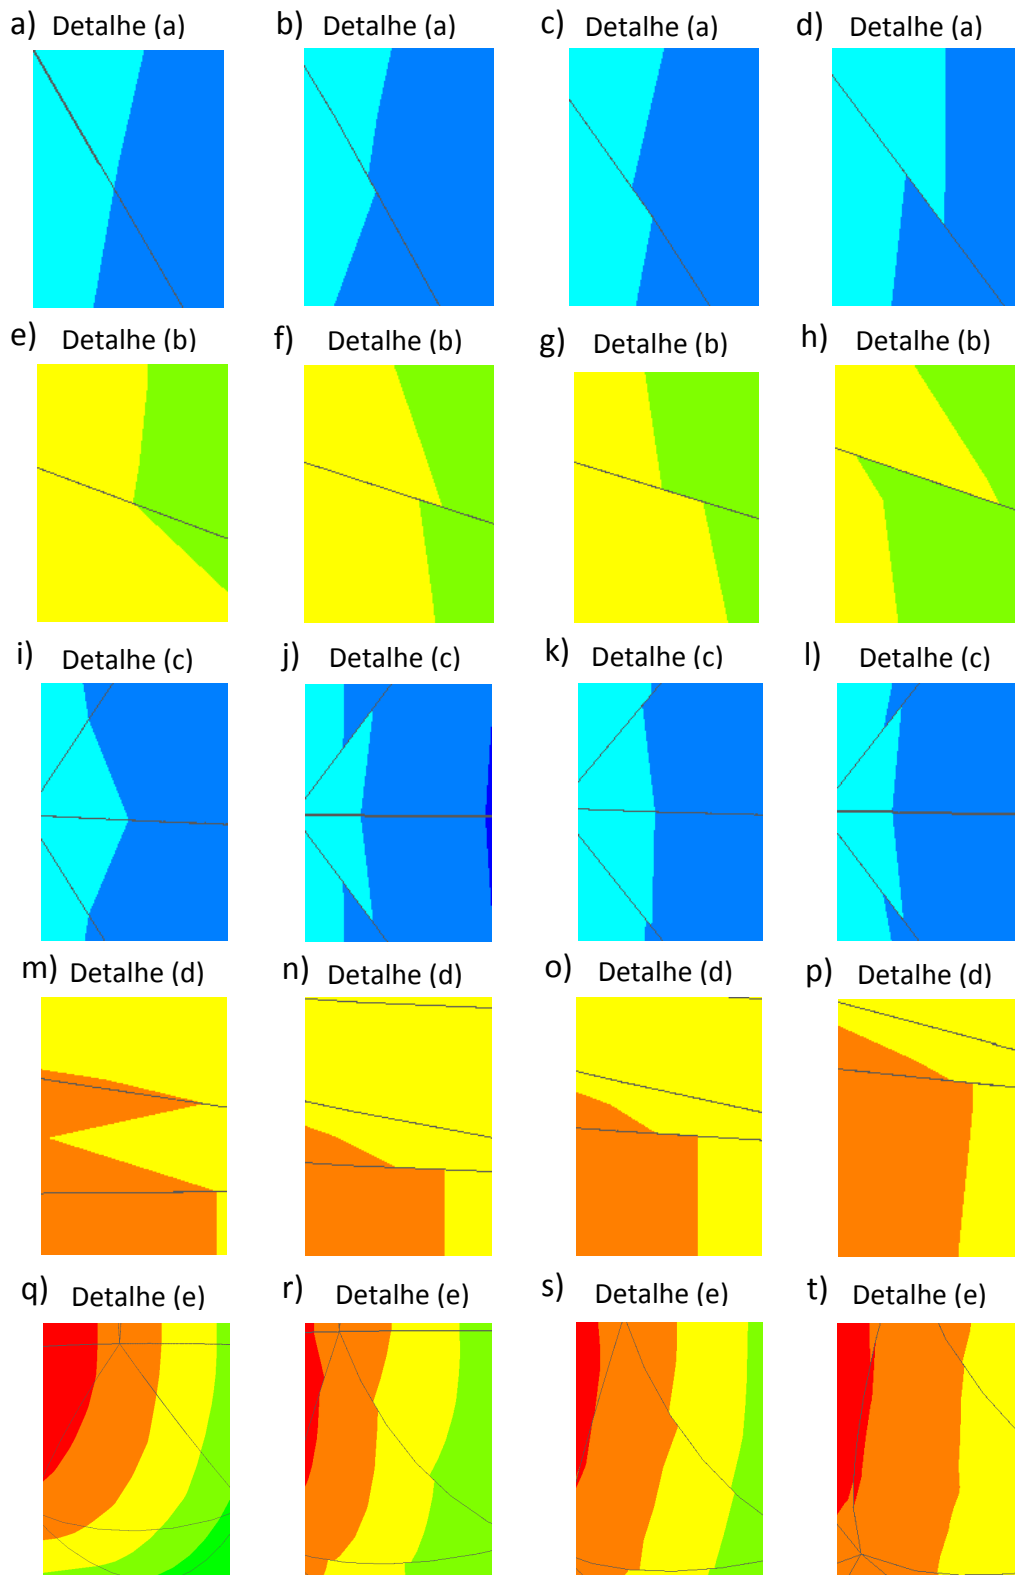 a) Detalhe (a) b) Detalhe (a) c) Detalhe (a) d) Detalhe (a)
e) Detalhe (b) f) Detalhe (b) g) Detalhe (b) h) Detalhe (b)
i) Detalhe (c) j) Detalhe (c) k) Detalhe (c) l) Detalhe (c)
m) Detalhe (d) n) Detalhe (d) o) Detalhe (d) p) Detalhe (d)
q) Detalhe (e) r) Detalhe (e) s) Detalhe (e) t) Detalhe (e)